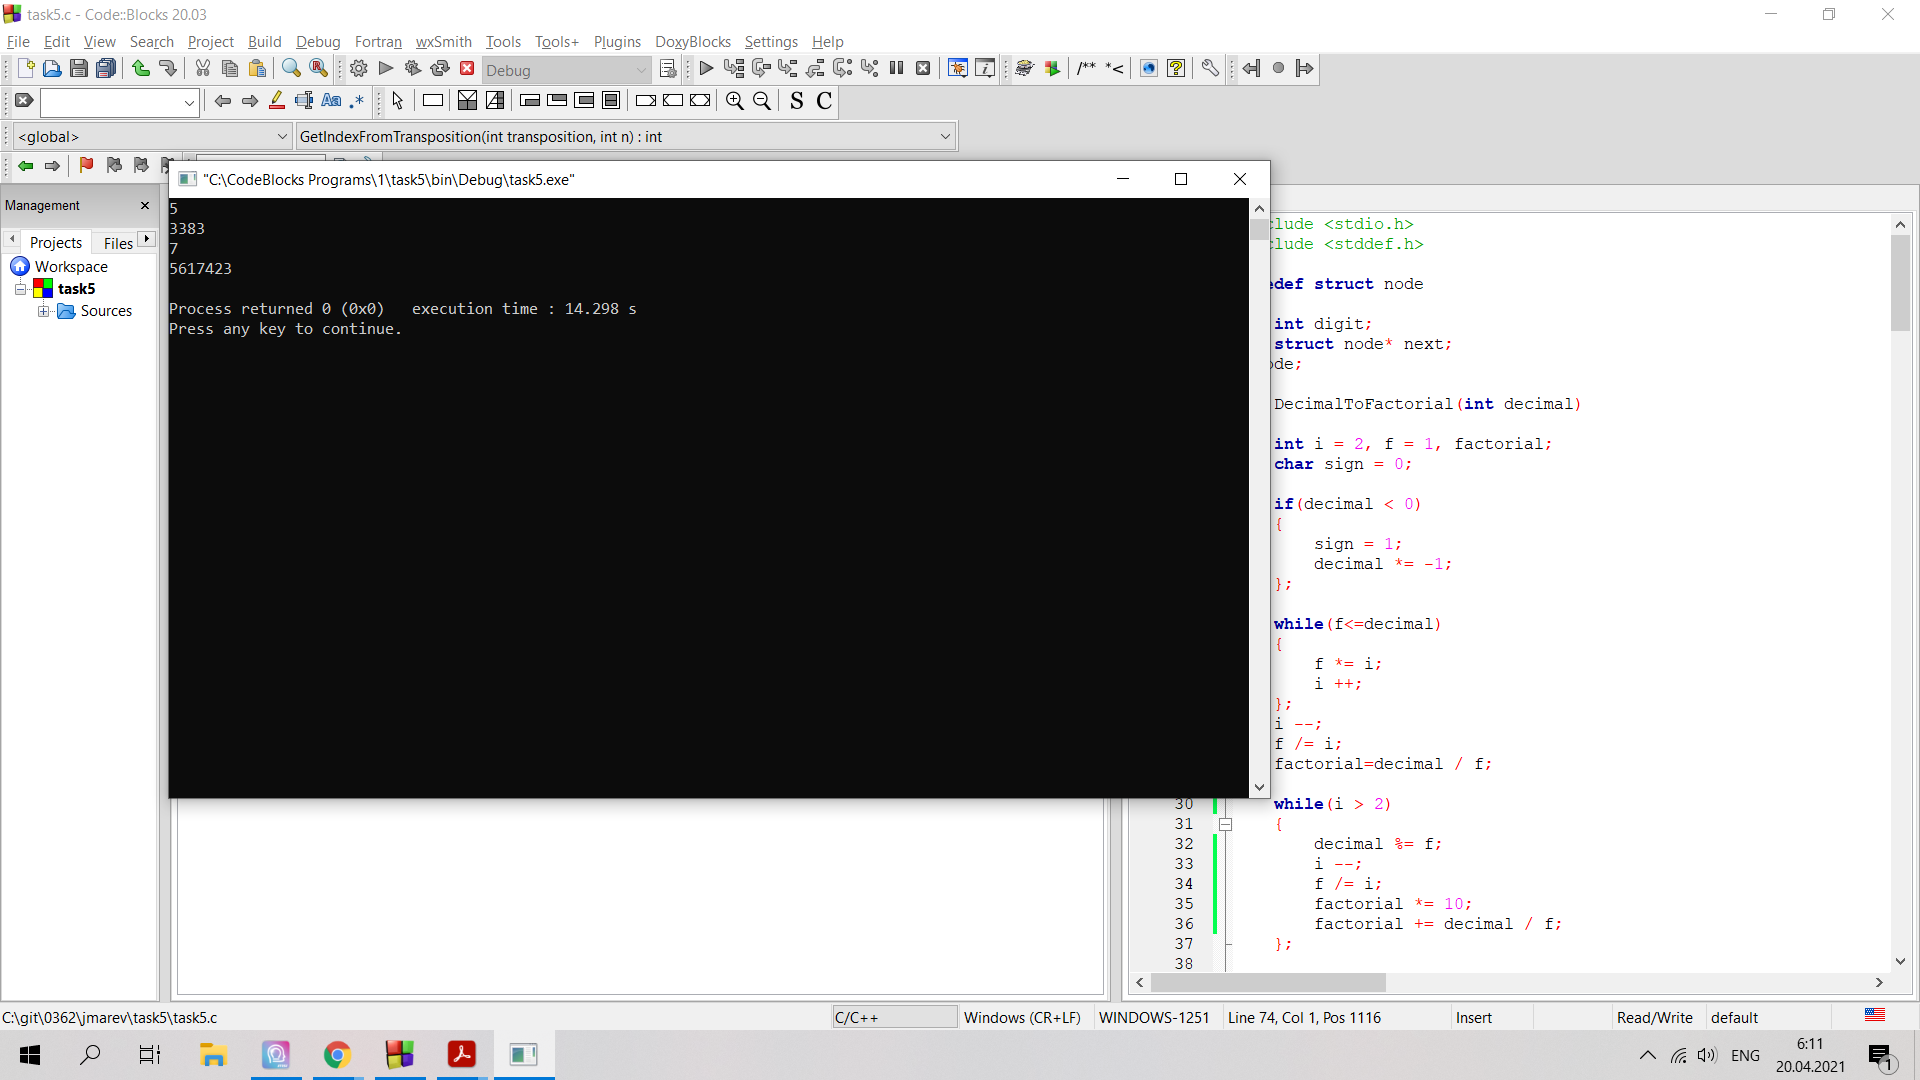 task5.c - Code::Blocks 20.03
File Edit View Search Project Build Debug Fortran wxSmith Tools Tools+ Plugins DoxyBlocks Settings Help
Debug
/** *<
Aa .*
S C
<global>
GetIndexFromTransposition(int transposition, int n) : int
Management
Projects Files
Workspace
task5
Sources
"C:\CodeBlocks Programs\1\task5\bin\Debug\task5.exe"
5
3383
7
5617423
Process returned 0 (0x0)   execution time : 14.298 s
Press any key to continue.
clude <stdio.h>
clude <stddef.h>
edef struct node
int digit;
struct node* next;
ode;
DecimalToFactorial(int decimal)
int i = 2, f = 1, factorial;
char sign = 0;
if(decimal < 0)
{
sign = 1;
decimal *= -1;
};
while(f<=decimal)
{
f *= i;
i ++;
};
i --;
f /= i;
factorial=decimal / f;
30 while(i > 2)
31 {
32 decimal %= f;
33 i --;
34 f /= i;
35 factorial *= 10;
36 factorial += decimal / f;
37 };
38
C:\git\0362\jmarev\task5\task5.c
C/C++
Windows (CR+LF)
WINDOWS-1251
Line 74, Col 1, Pos 1116
Insert
Read/Write
default
ENG
6:11
20.04.2021
1